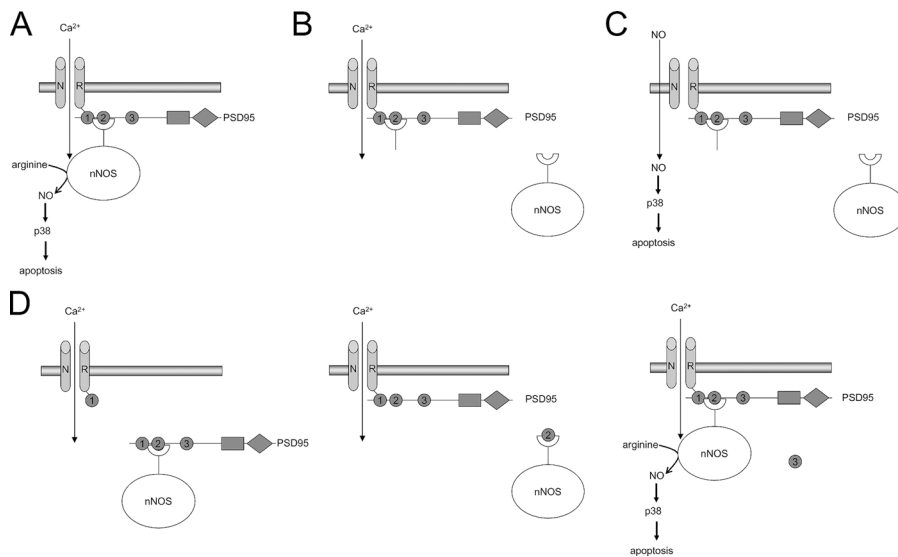 A
Ca²⁺
N R
1 2 3
PSD95
arginine
nNOS
NO
p38
apoptosis
B
Ca²⁺
N R
1 2 3
PSD95
nNOS
C
NO
N R
1 2 3
PSD95
NO
nNOS
p38
apoptosis
D
Ca²⁺
N R
1
1 2 3
PSD95
nNOS
Ca²⁺
N R
1 2 3
PSD95
2
nNOS
Ca²⁺
N R
1 2 3
PSD95
arginine
nNOS
3
NO
p38
apoptosis